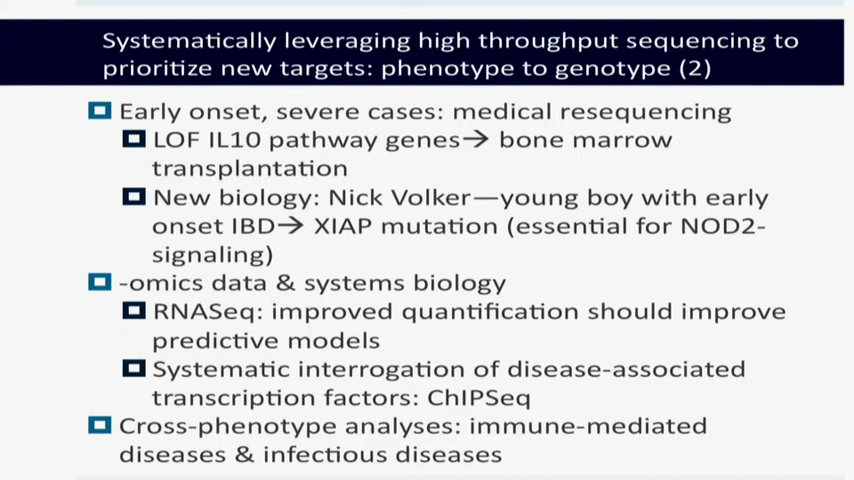 Systematically leveraging high throughput sequencing to
prioritize new targets: phenotype to genotype (2)
Early onset, severe cases: medical resequencing
LOF IL10 pathway genes→ bone marrow
transplantation
New biology: Nick Volker—young boy with early
onset IBD→ XIAP mutation (essential for NOD2-
signaling)
-omics data & systems biology
RNASeq: improved quantification should improve
predictive models
Systematic interrogation of disease-associated
transcription factors: ChIPSeq
Cross-phenotype analyses: immune-mediated
diseases & infectious diseases